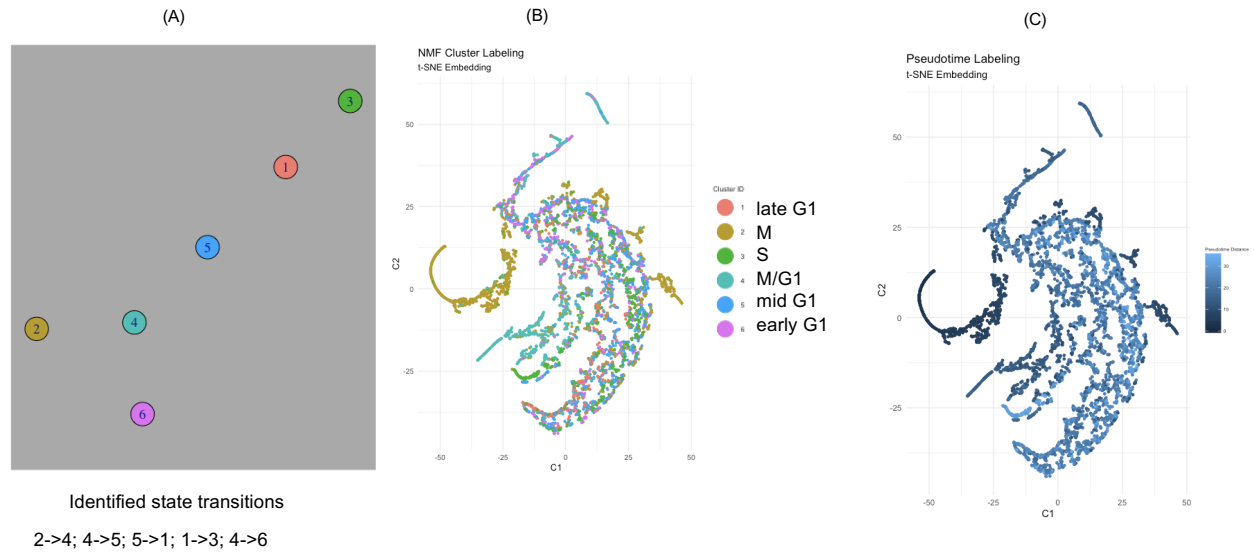 (A)
3
1
5
2
4
6
Identified state transitions
2->4; 4->5; 5->1; 1->3; 4->6
(B)
NMF Cluster Labeling
t-SNE Embedding
50
25
0
-25
C2
-50
-25
0
25
50
C1
Cluster ID
1 late G1
2 M
3 S
4 M/G1
5 mid G1
6 early G1
(C)
Pseudotime Labeling
t-SNE Embedding
50
25
0
-25
C2
-50
-25
0
25
50
C1
Pseudotime Distance
30
20
10
0